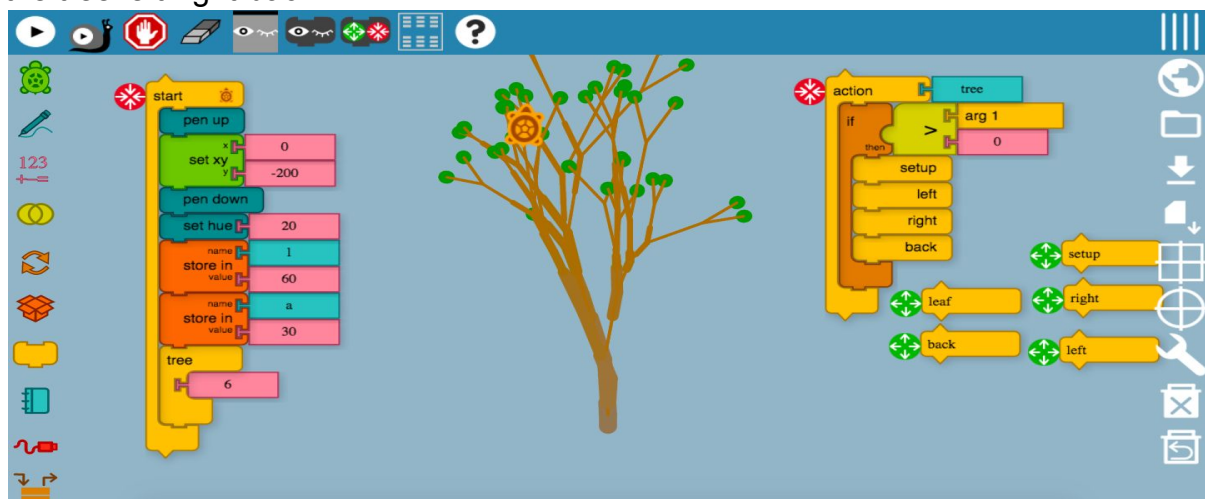 123
start
pen up
set xy
x
0
y
-200
pen down
set hue
20
store in
name
1
value
60
store in
name
a
value
30
tree
6
action
tree
if
then
>
arg 1
0
setup
left
right
back
setup
leaf
right
back
left
?